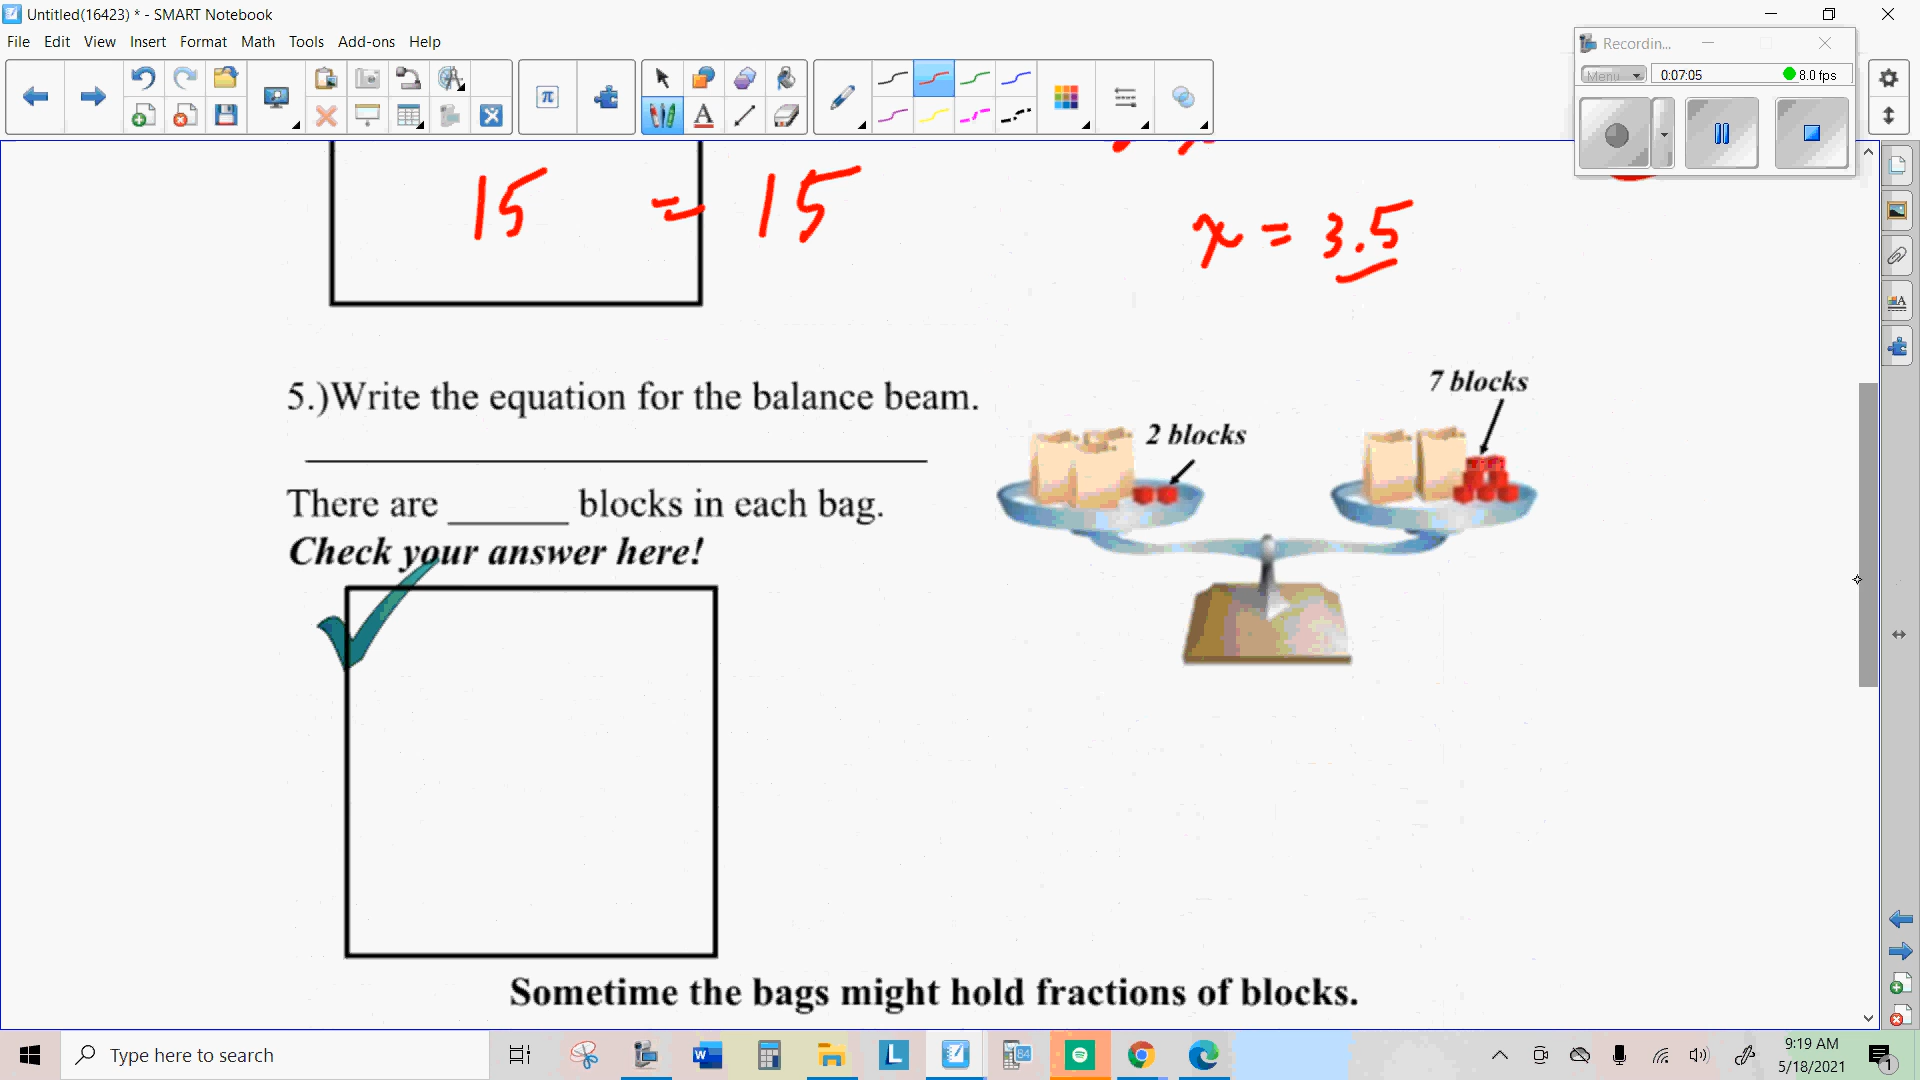 Untitled(16423) * - SMART Notebook
File Edit View Insert Format Math Tools Add-ons Help
Recordin...
Menu 0:07:05 8.0 fps
π
A
15 = 15
x = 3.5
5.)Write the equation for the balance beam.
7 blocks
2 blocks
There are ______ blocks in each bag.
Check your answer here!
Sometime the bags might hold fractions of blocks.
Type here to search
W
L
84
9:19 AM
5/18/2021
1